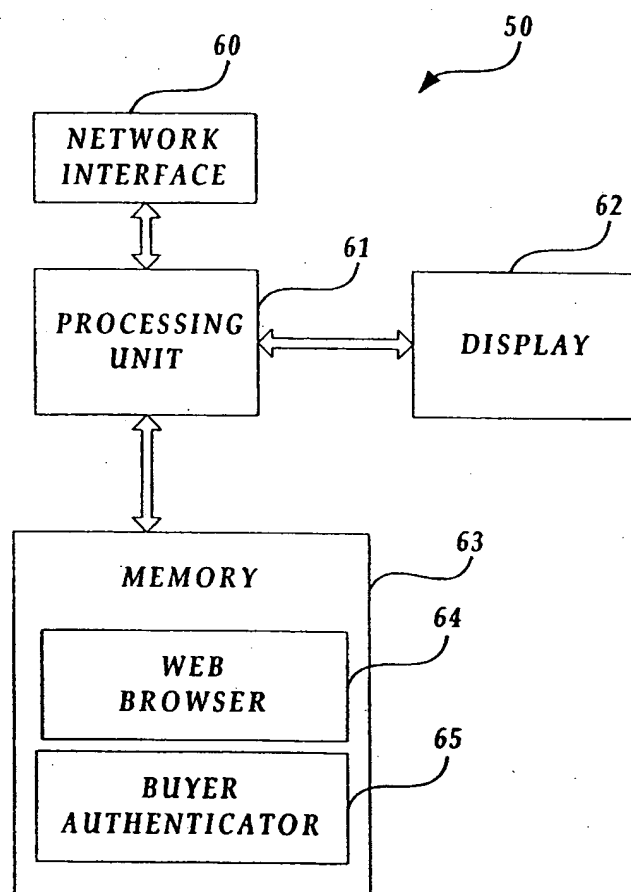 50
60
NETWORK
INTERFACE
62
61
PROCESSING
UNIT
DISPLAY
63
MEMORY
64
WEB
BROWSER
65
BUYER
AUTHENTICATOR